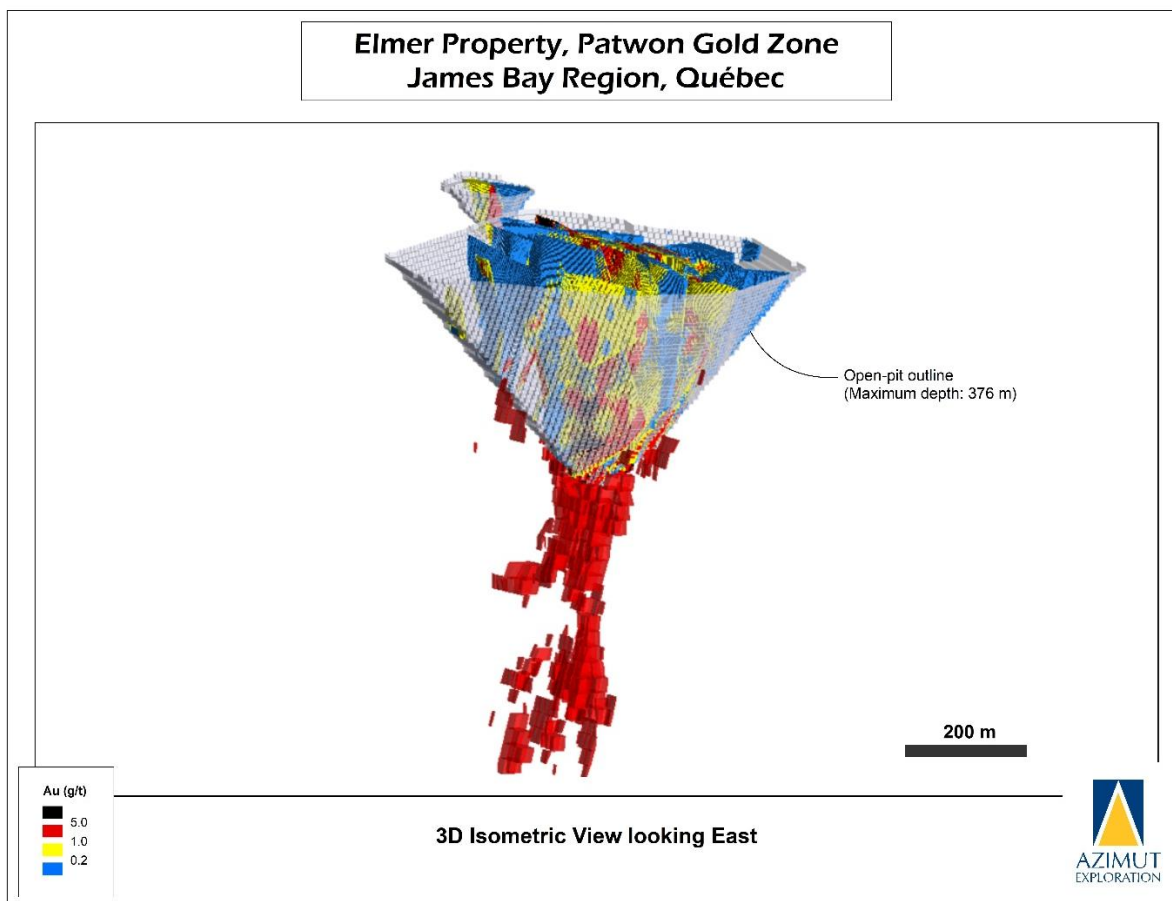 Elmer Property, Patwon Gold Zone
James Bay Region, Québec
Open-pit outline
(Maximum depth: 376 m)
200 m
Au (g/t)
5.0
1.0
0.2
3D Isometric View looking East
AZIMUT
EXPLORATION